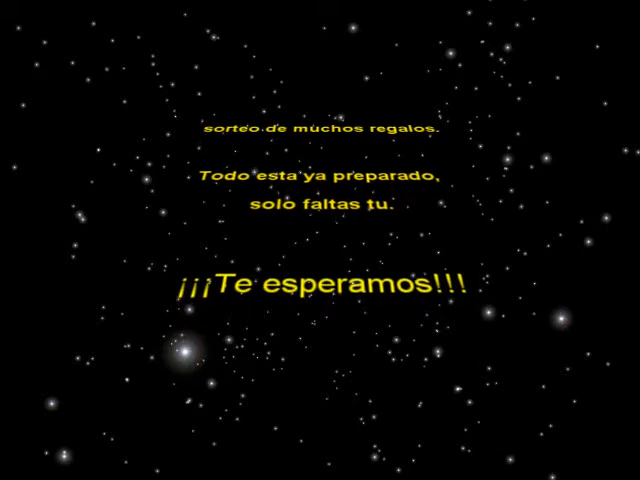 sorteo de muchos regalos.
Todo esta ya preparado,
solo faltas tu.
¡¡¡Te esperamos!!!